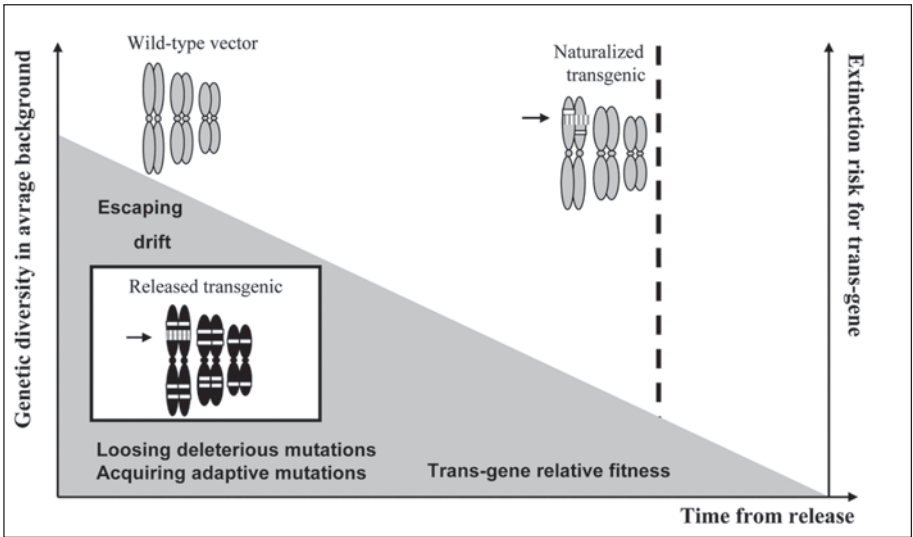 Genetic diversity in avrage background
Wild-type vector
Naturalized
transgenic
Extinction risk for trans-gene
Escaping
drift
Released transgenic
Loosing deleterious mutations
Acquiring adaptive mutations
Trans-gene relative fitness
Time from release